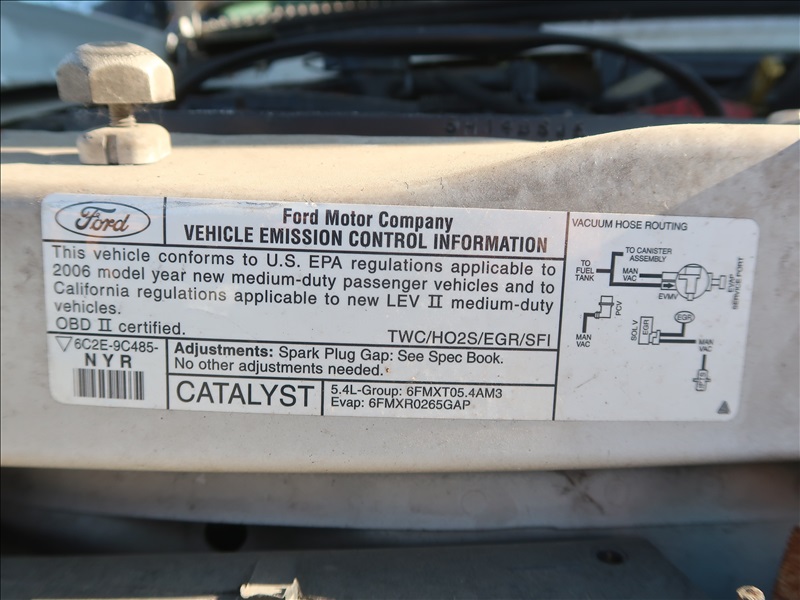 Ford
Ford Motor Company
VEHICLE EMISSION CONTROL INFORMATION
This vehicle conforms to U.S. EPA regulations applicable to
2006 model year new medium-duty passenger vehicles and to
California regulations applicable to new LEV II medium-duty
vehicles.
OBD II certified.
TWC/HO2S/EGR/SFI
6C2E-9C485-
NYR
Adjustments: Spark Plug Gap: See Spec Book.
No other adjustments needed.
CATALYST
5.4L-Group: 6FMXT05.4AM3
Evap: 6FMXR0265GAP
VACUUM HOSE ROUTING
TO CANISTER
ASSEMBLY
TO
FUEL
TANK
MAN
VAC
EVMV
EVAP
SERVICE PORT
PCV
MAN
VAC
SOL V
EGR
EGR
MAN
VAC